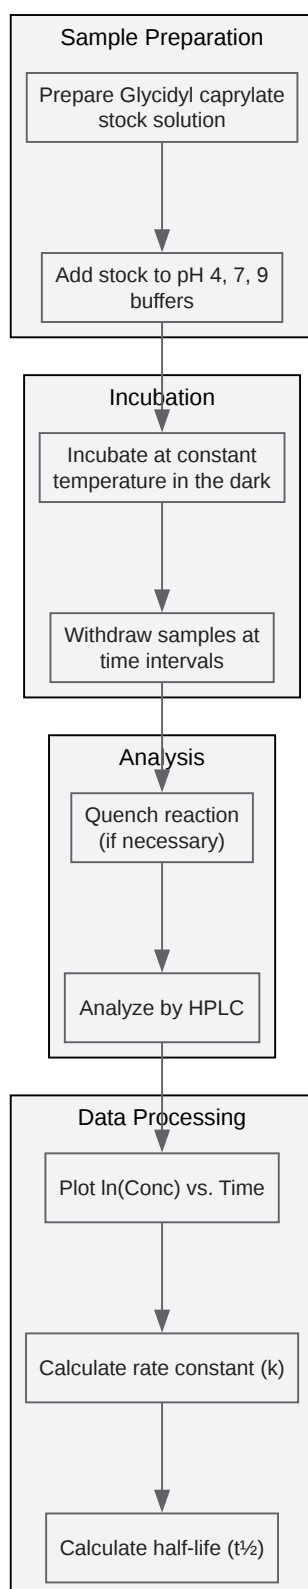 Sample Preparation
Prepare Glycidyl caprylate
stock solution
Add stock to pH 4, 7, 9
buffers
Incubation
Incubate at constant
temperature in the dark
Withdraw samples at
time intervals
Analysis
Quench reaction
(if necessary)
Analyze by HPLC
Data Processing
Plot ln(Conc) vs. Time
Calculate rate constant (k)
Calculate half-life (t½)